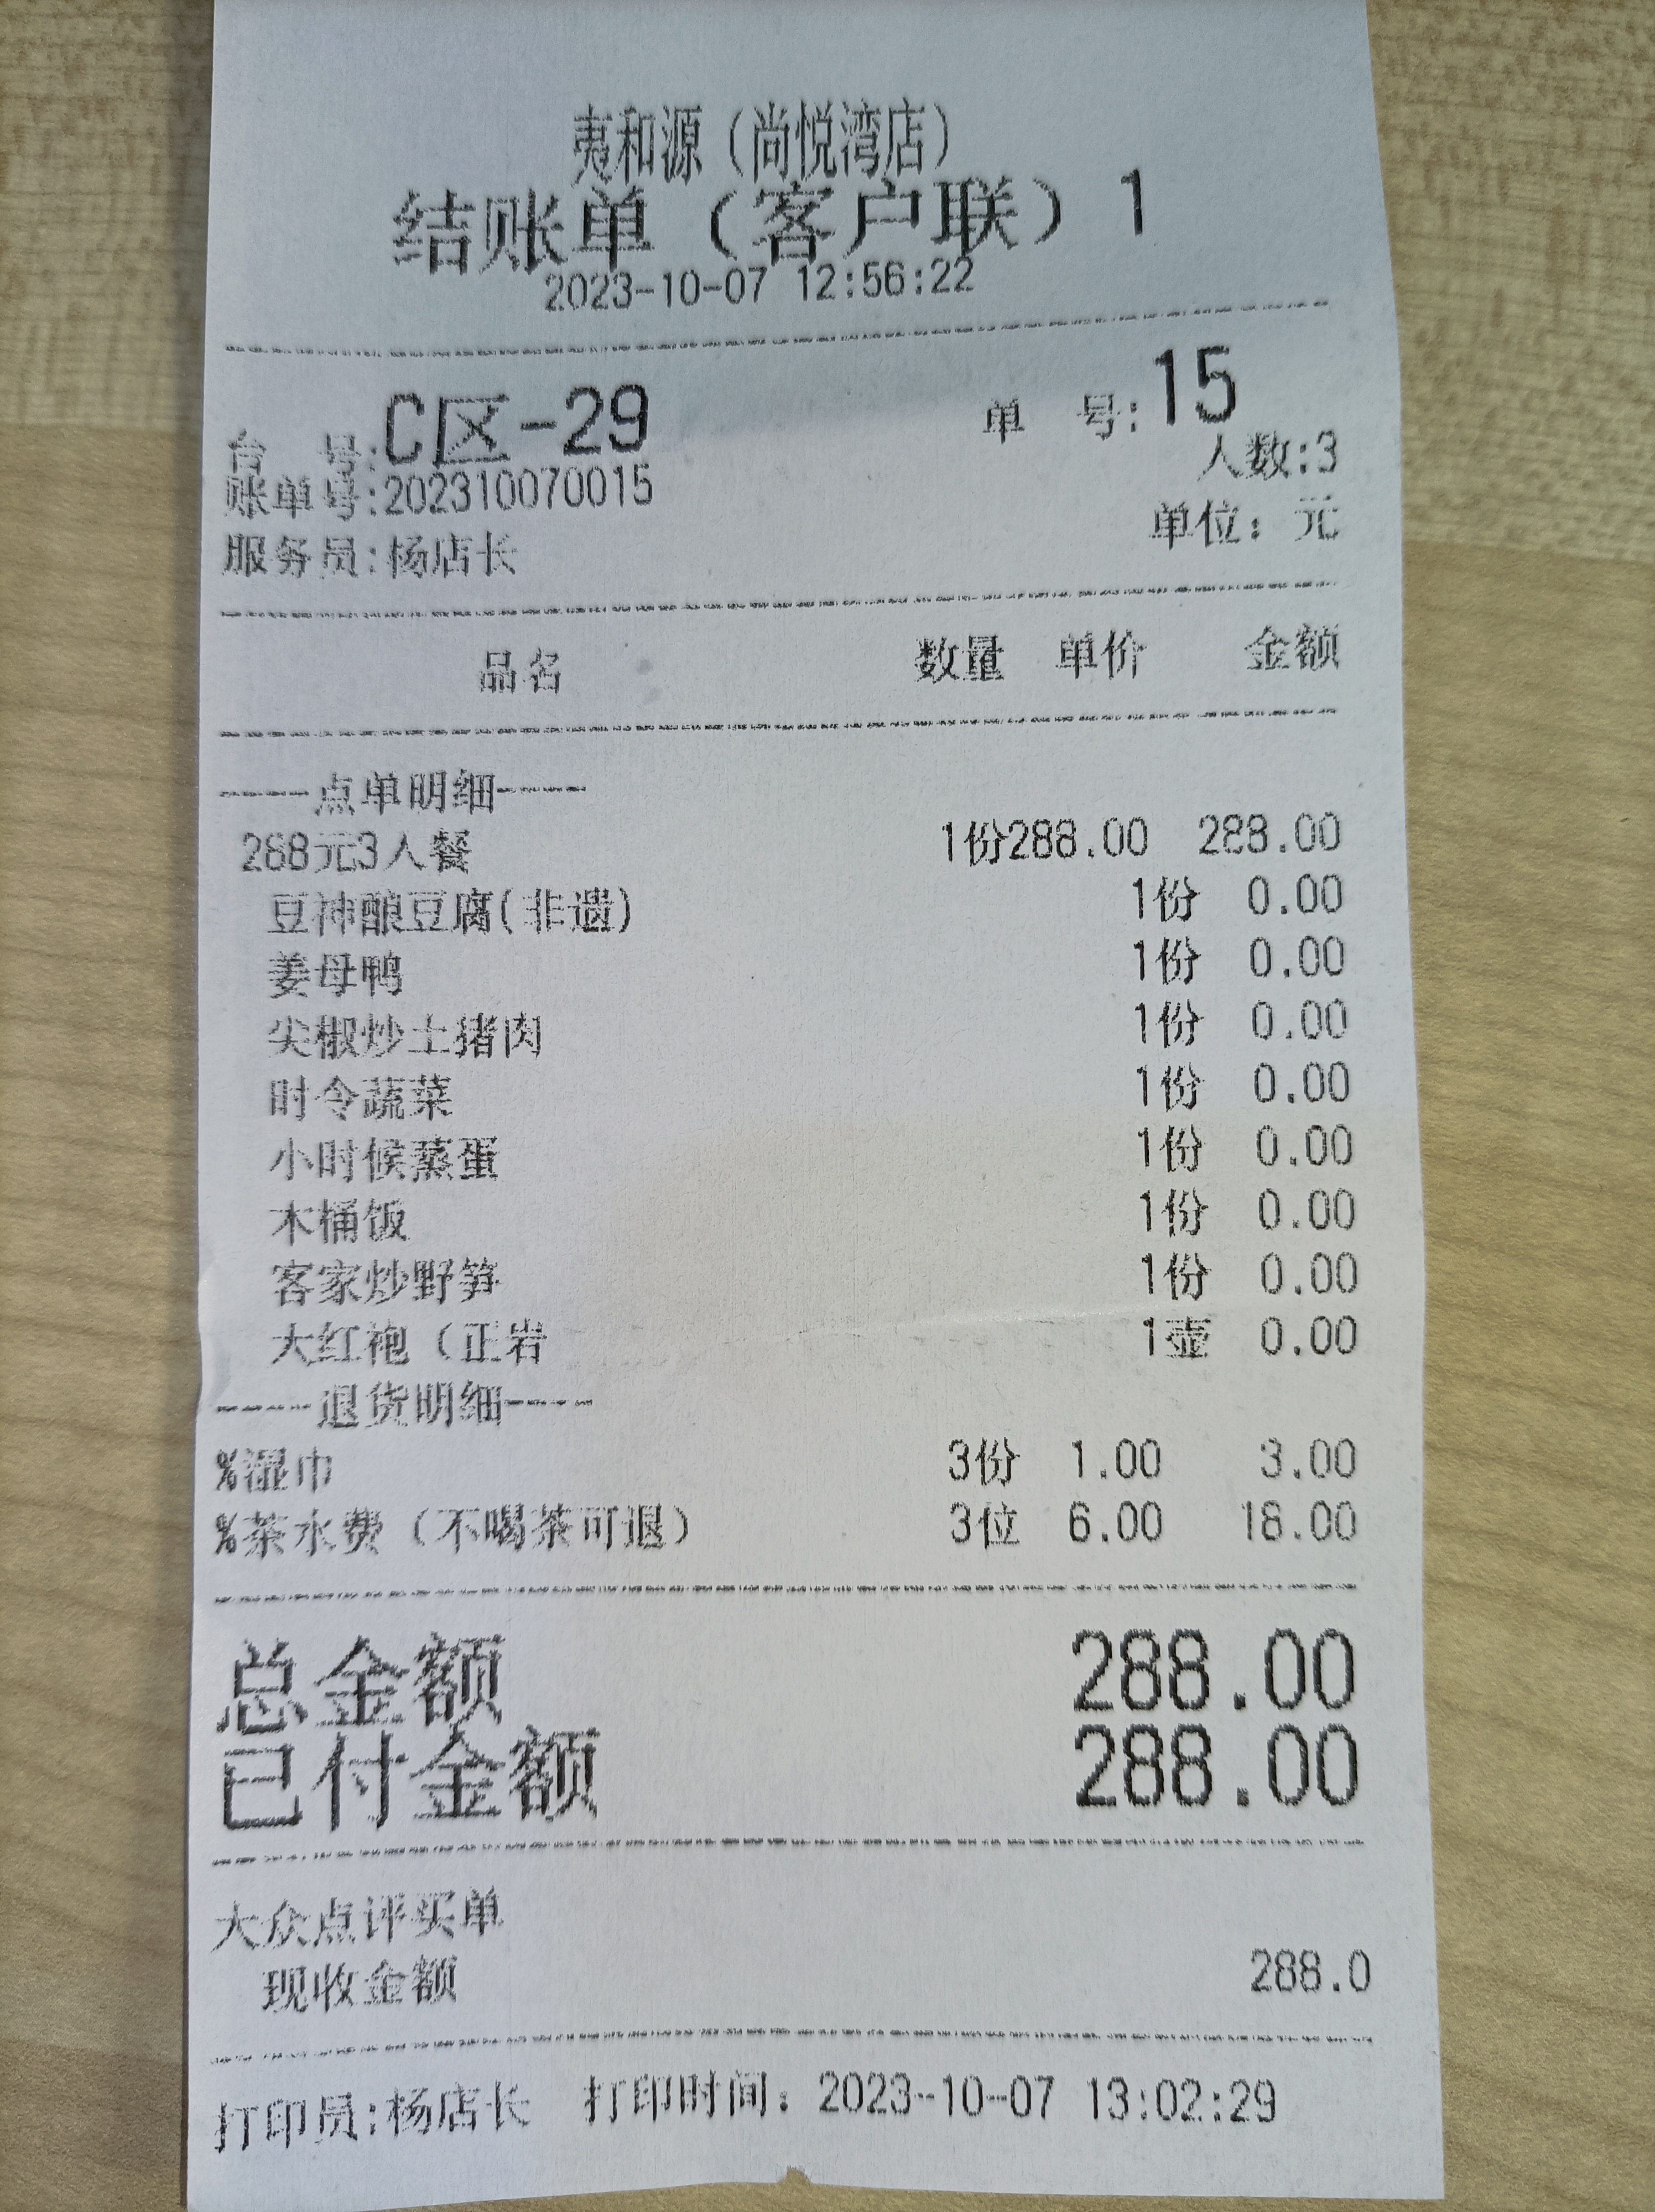 夷和源（尚悦湾店）
结账单（客户联）1
2023-10-07 12:56:22
台 号:C区-29 单 号:15
人数:3
账单号:202310070015
单位：元
服务员:杨店长
品名 数量 单价 金额
----点单明细----
288元3人餐 1份288.00 288.00
豆神酿豆腐(非遗) 1份 0.00
姜母鸭 1份 0.00
尖椒炒土猪肉 1份 0.00
时令蔬菜 1份 0.00
小时候蒸蛋 1份 0.00
木桶饭 1份 0.00
客家炒野笋 1份 0.00
大红袍（正岩 1壶 0.00
----退货明细----
%湿巾 3份 1.00 3.00
%茶水费（不喝茶可退） 3位 6.00 18.00
总金额 288.00
已付金额 288.00
大众点评买单
现收金额 288.0
打印员:杨店长 打印时间：2023-10-07 13:02:29